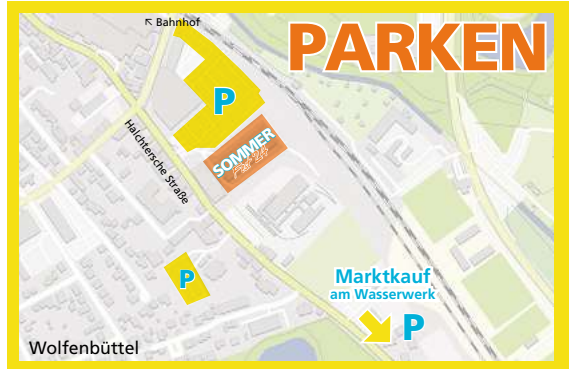 ↖ Bahnhof
PARKEN
P
Halchtersche Straße
SOMMER
P
Marktkauf
am Wasserwerk
P
Wolfenbüttel